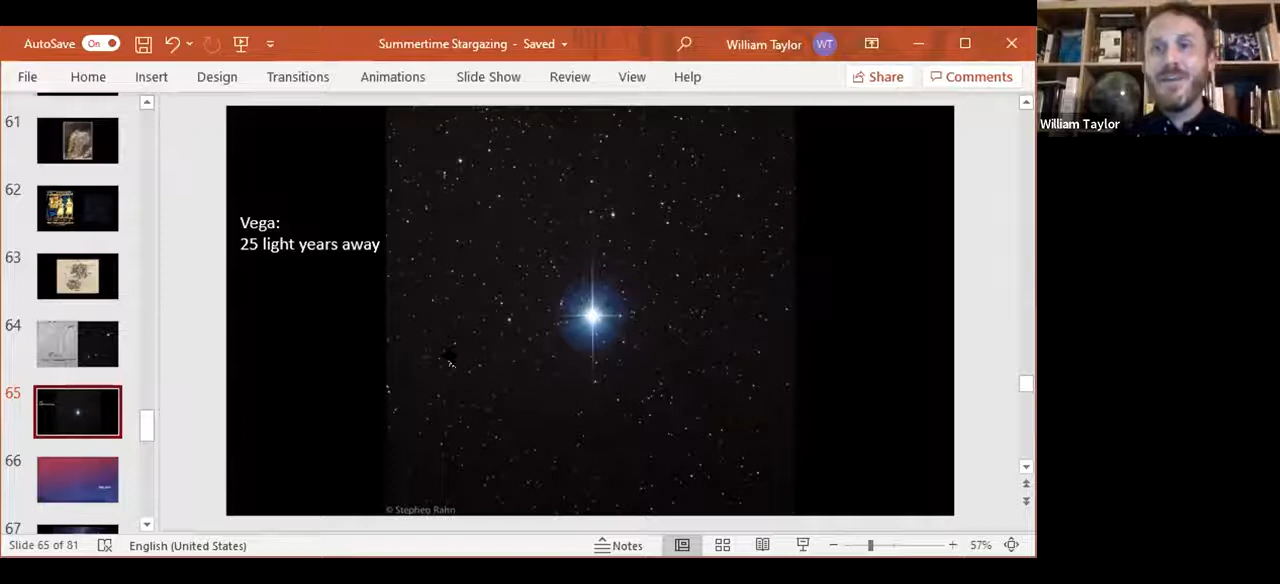 AutoSave On
Summertime Stargazing - Saved
William Taylor WT
File Home Insert Design Transitions Animations Slide Show Review View Help
Share Comments
William Taylor
61
62
63
64
65
66
67
Vega:
25 light years away
© Stephen Rahn
Slide 65 of 81 English (United States) Notes 57%